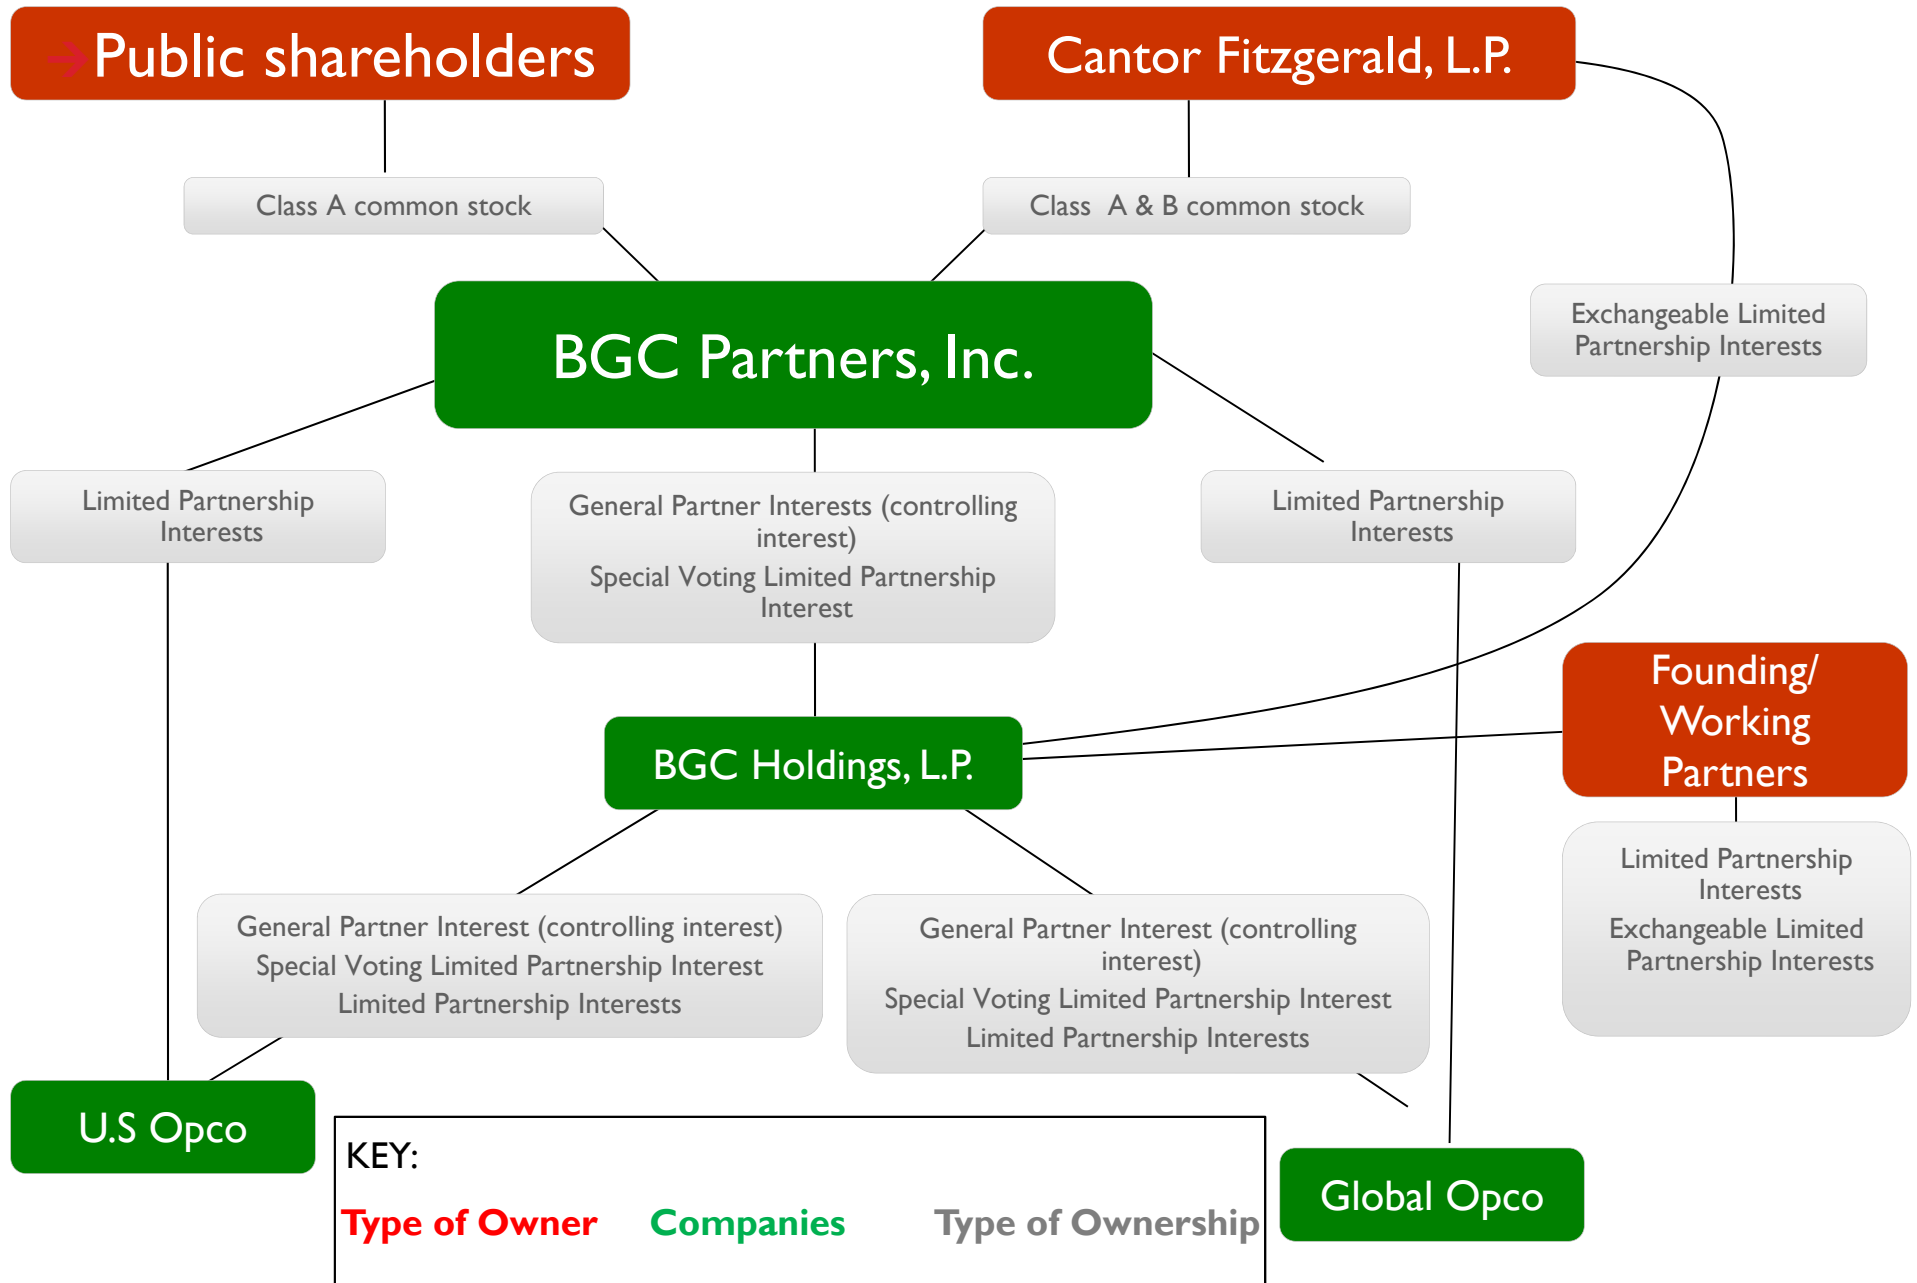 Public shareholders
Cantor Fitzgerald, L.P.
Class A common stock
Class A & B common stock
BGC Partners, Inc.
Exchangeable Limited
Partnership Interests
Limited Partnership
Interests
General Partner Interests (controlling
interest)
Special Voting Limited Partnership
Interest
Limited Partnership
Interests
BGC Holdings, L.P.
Founding/
Working
Partners
Limited Partnership
Interests
Exchangeable Limited
Partnership Interests
General Partner Interest (controlling interest)
Special Voting Limited Partnership Interest
Limited Partnership Interests
General Partner Interest (controlling
interest)
Special Voting Limited Partnership Interest
Limited Partnership Interests
U.S Opco
Global Opco
KEY:
Type of Owner Companies Type of Ownership